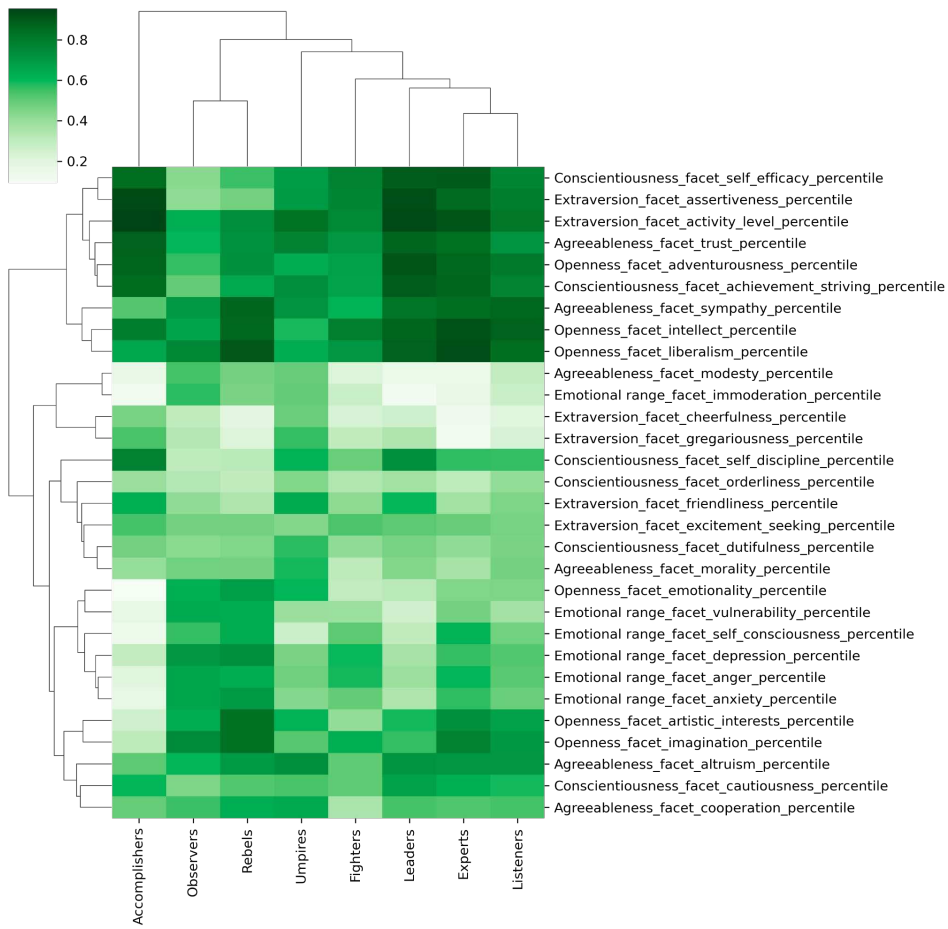 0.8
0.6
0.4
0.2
Conscientiousness_facet_self_efficacy_percentile
Extraversion_facet_assertiveness_percentile
Extraversion_facet_activity_level_percentile
Agreeableness_facet_trust_percentile
Openness_facet_adventurousness_percentile
Conscientiousness_facet_achievement_striving_percentile
Agreeableness_facet_sympathy_percentile
Openness_facet_intellect_percentile
Openness_facet_liberalism_percentile
Agreeableness_facet_modesty_percentile
Emotional range_facet_immoderation_percentile
Extraversion_facet_cheerfulness_percentile
Extraversion_facet_gregariousness_percentile
Conscientiousness_facet_self_discipline_percentile
Conscientiousness_facet_orderliness_percentile
Extraversion_facet_friendliness_percentile
Extraversion_facet_excitement_seeking_percentile
Conscientiousness_facet_dutifulness_percentile
Agreeableness_facet_morality_percentile
Openness_facet_emotionality_percentile
Emotional range_facet_vulnerability_percentile
Emotional range_facet_self_consciousness_percentile
Emotional range_facet_depression_percentile
Emotional range_facet_anger_percentile
Emotional range_facet_anxiety_percentile
Openness_facet_artistic_interests_percentile
Openness_facet_imagination_percentile
Agreeableness_facet_altruism_percentile
Conscientiousness_facet_cautiousness_percentile
Agreeableness_facet_cooperation_percentile
Accomplishers
Observers
Rebels
Umpires
Fighters
Leaders
Experts
Listeners